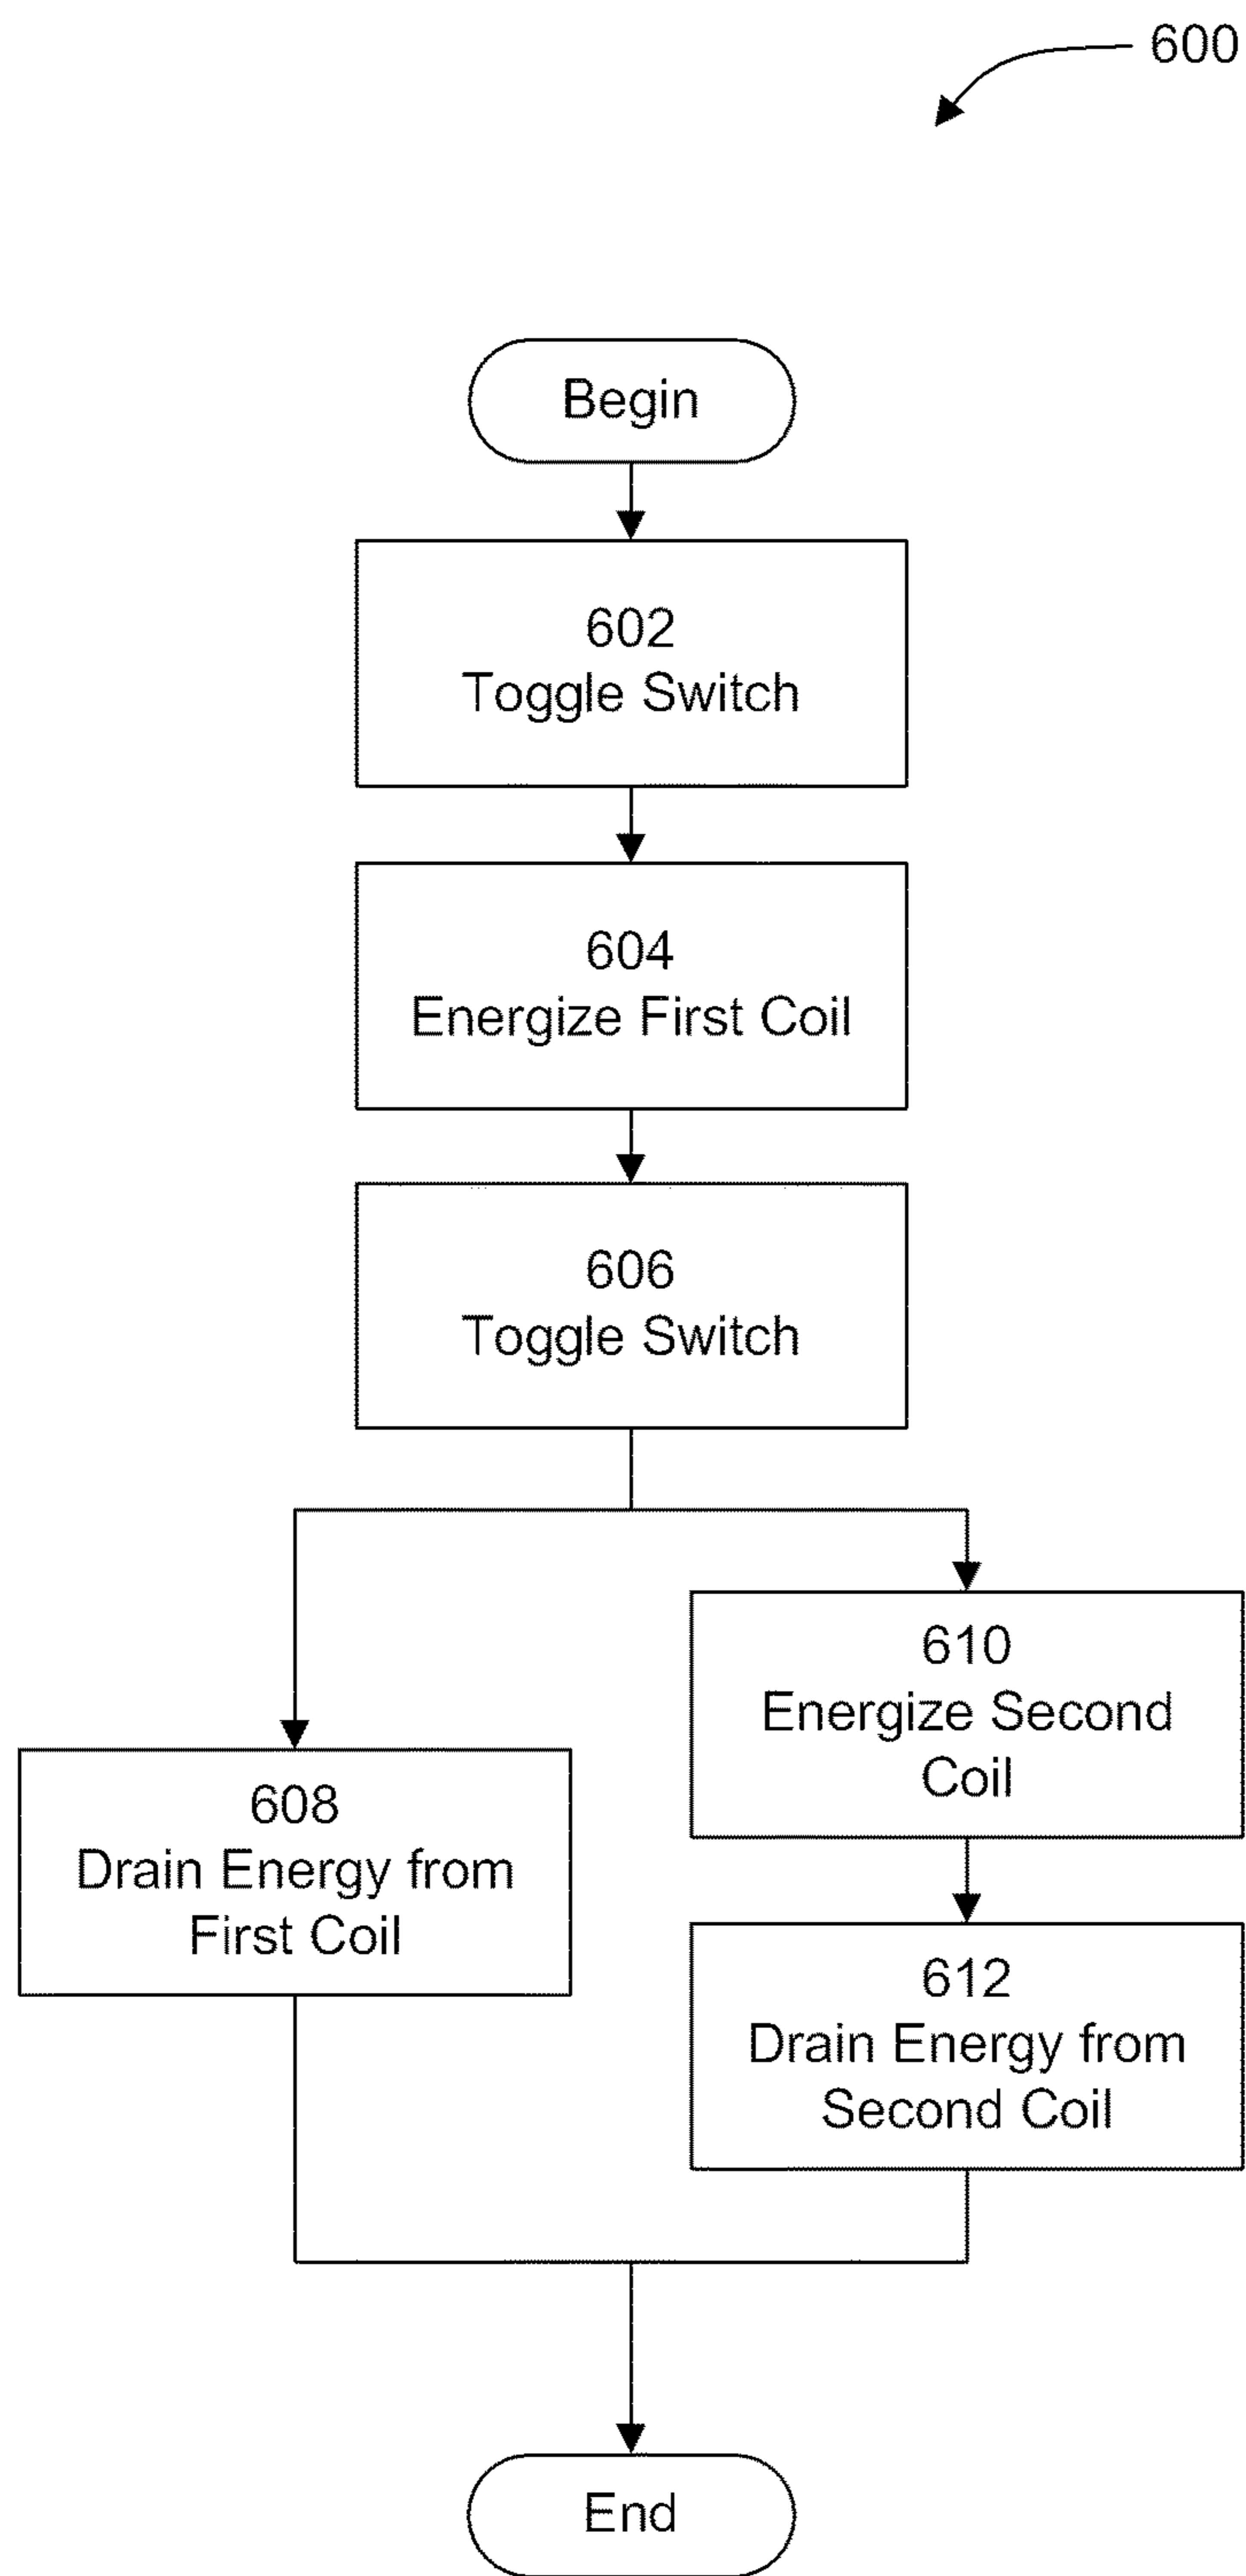 600
Begin
602
Toggle Switch
604
Energize First Coil
606
Toggle Switch
610
Energize Second
Coil
608
Drain Energy from
First Coil
612
Drain Energy from
Second Coil
End